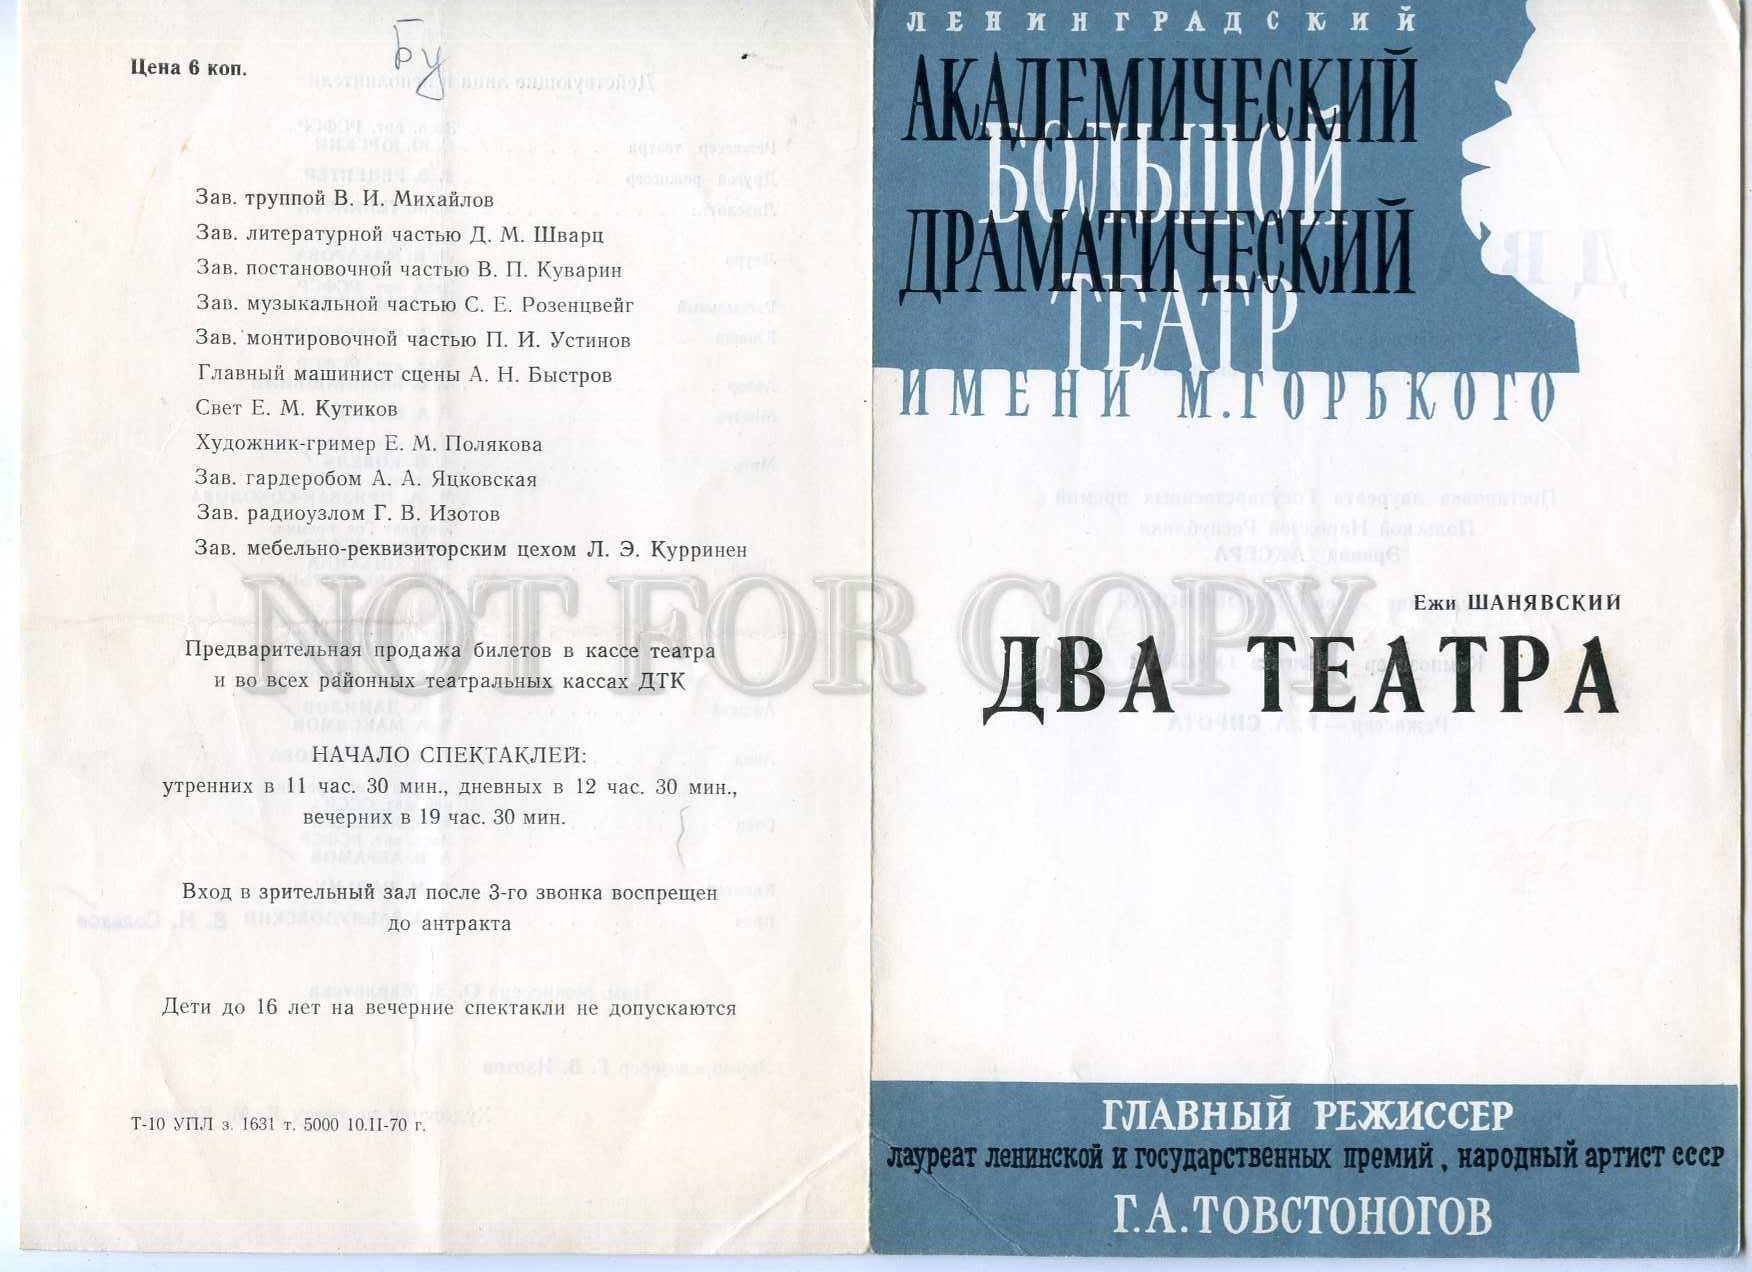 Цена 6 коп.
Бу
Зав. труппой В. И. Михайлов
Зав. литературной частью Д. М. Шварц
Зав. постановочной частью В. П. Куварин
Зав. музыкальной частью С. Е. Розенцвейг
Зав. монтировочной частью П. И. Устинов
Главный машинист сцены А. Н. Быстров
Свет Е. М. Кутиков
Художник-гример Е. М. Полякова
Зав. гардеробом А. А. Яцковская
Зав. радиоузлом Г. В. Изотов
Зав. мебельно-реквизиторским цехом Л. Э. Курринен
Предварительная продажа билетов в кассе театра
и во всех районных театральных кассах ДТК
НАЧАЛО СПЕКТАКЛЕЙ:
утренних в 11 час. 30 мин., дневных в 12 час. 30 мин.,
вечерних в 19 час. 30 мин.
Вход в зрительный зал после 3-го звонка воспрещен
до антракта
Дети до 16 лет на вечерние спектакли не допускаются
Т-10 УПЛ з. 1631 т. 5000 10.II-70 г.
ЛЕНИНГРАДСКИЙ
АКАДЕМИЧЕСКИЙ
БОЛЬШОЙ
ДРАМАТИЧЕСКИЙ
ТЕАТР
ИМЕНИ М.ГОРЬКОГО
Ежи ШАНЯВСКИЙ
ДВА ТЕАТРА
ГЛАВНЫЙ РЕЖИССЕР
лауреат ленинской и государственных премий, народный артист ссср
Г.А.ТОВСТОНОГОВ
NOT FOR COPY